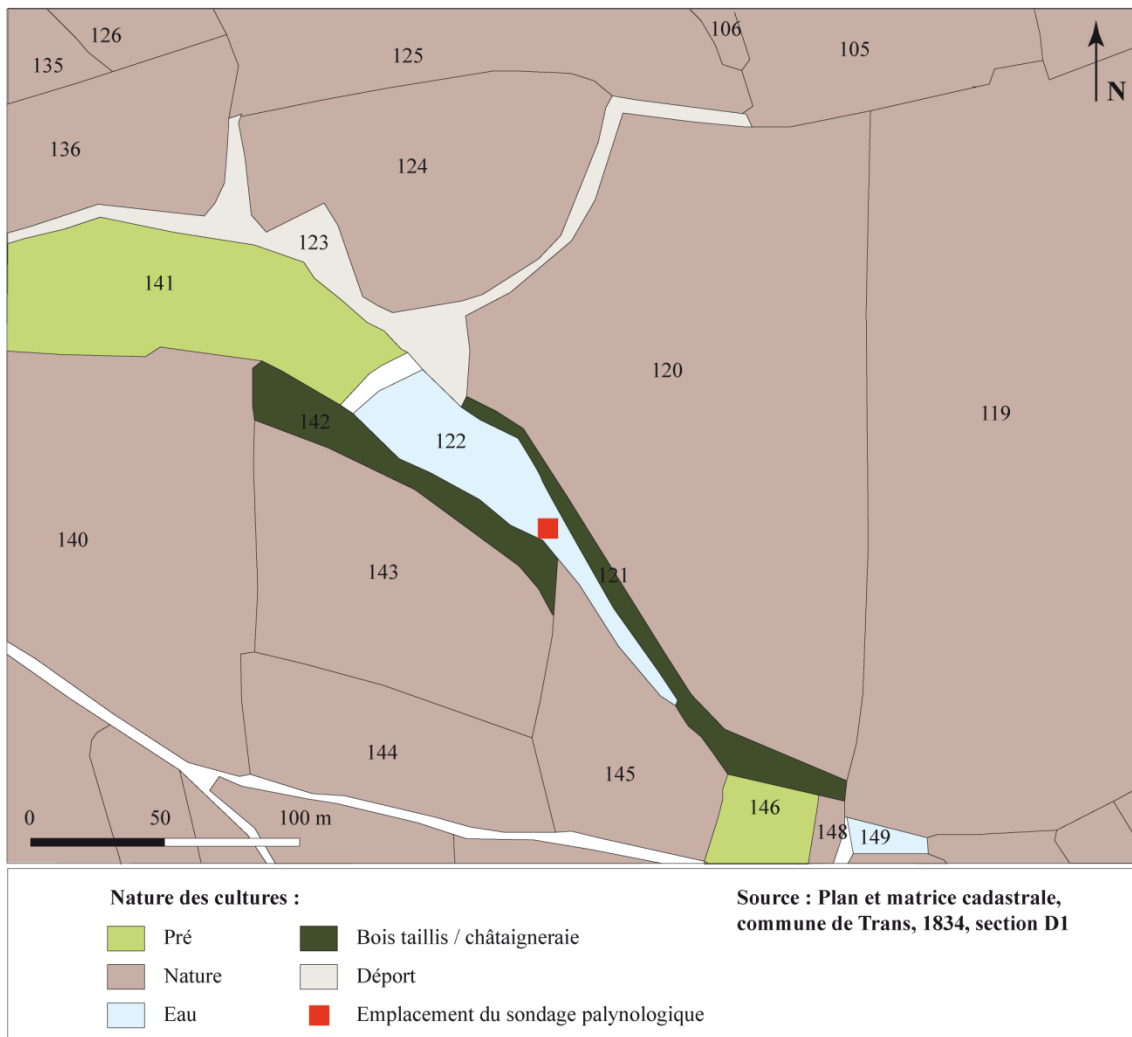 126
106
135
125
105
N
136
124
123
141
120
119
142
122
140
143
121
144
145
146
148
149
0 50 100 m
Nature des cultures :
Pré
Nature
Eau
Bois taillis / châtaigneraie
Déport
Emplacement du sondage palynologique
Source : Plan et matrice cadastrale,
commune de Trans, 1834, section D1